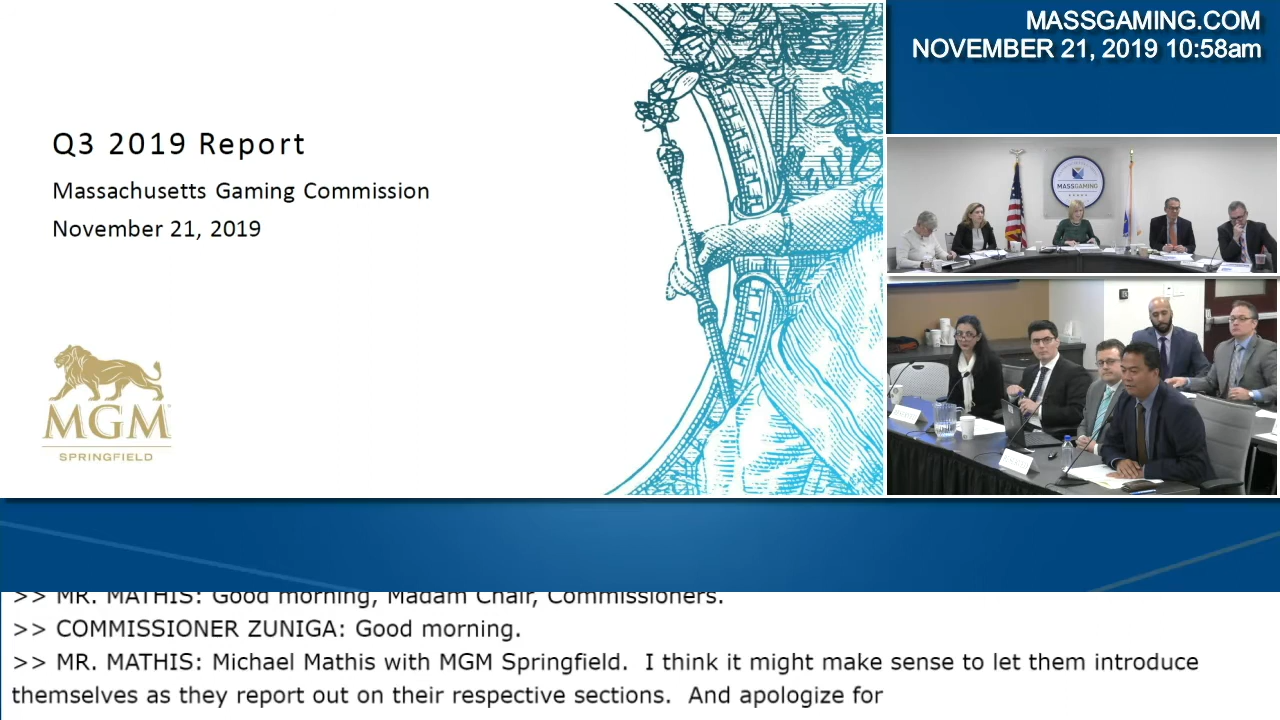 MASSGAMING.COM
NOVEMBER 21, 2019 10:58am
Q3 2019 Report
Massachusetts Gaming Commission
November 21, 2019
MGM
SPRINGFIELD
MASSGAMING
>> MR. MATHIS: Good morning, Madam Chair, Commissioners.
>> COMMISSIONER ZUNIGA: Good morning.
>> MR. MATHIS: Michael Mathis with MGM Springfield. I think it might make sense to let them introduce
themselves as they report out on their respective sections. And apologize for